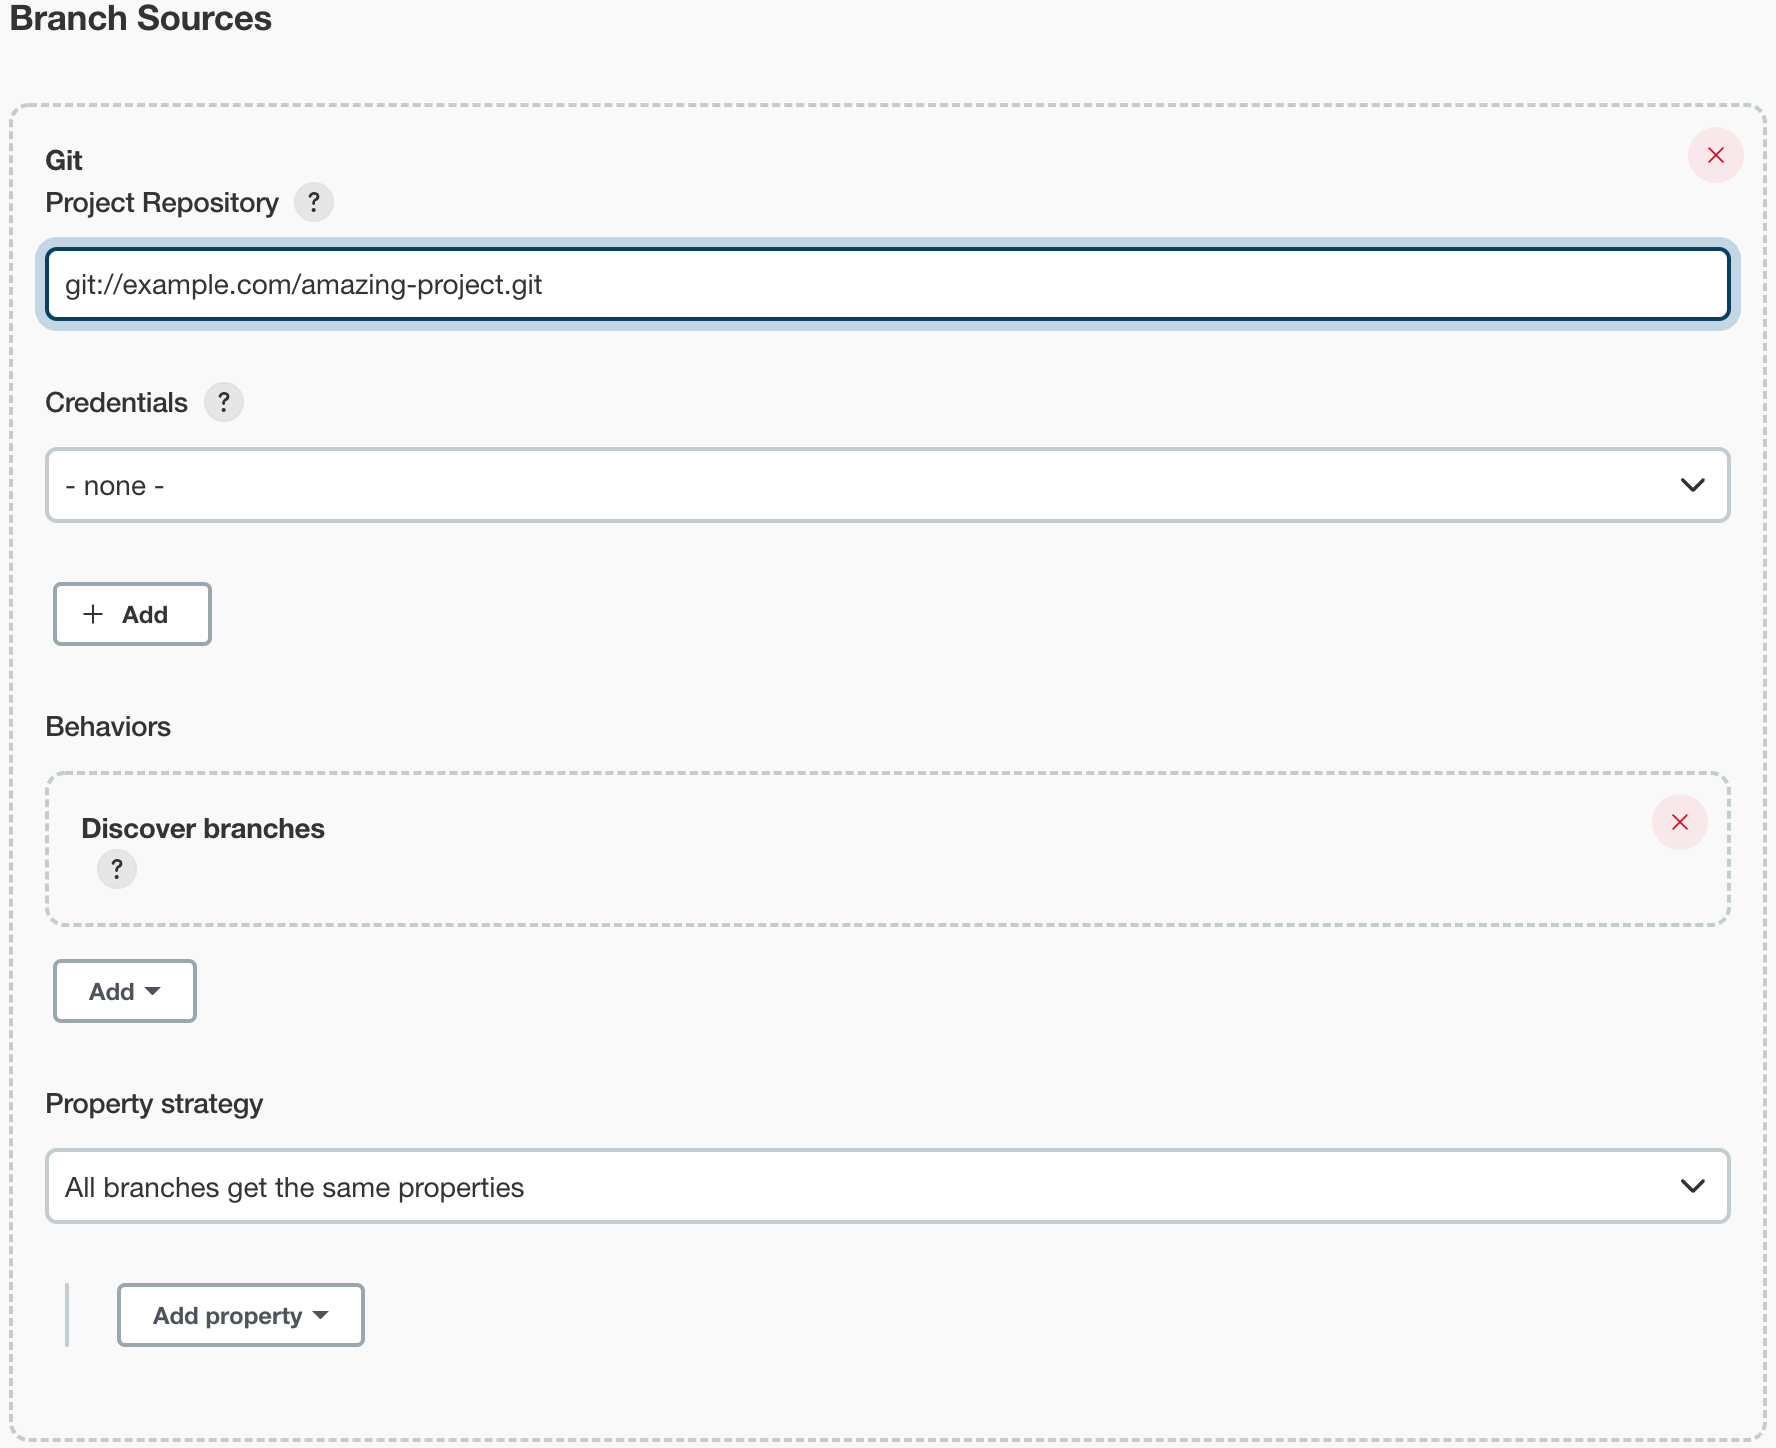 Branch Sources
Git
Project Repository ?
git://example.com/amazing-project.git
Credentials ?
- none -
+ Add
Behaviors
Discover branches
?
Add
Property strategy
All branches get the same properties
Add property